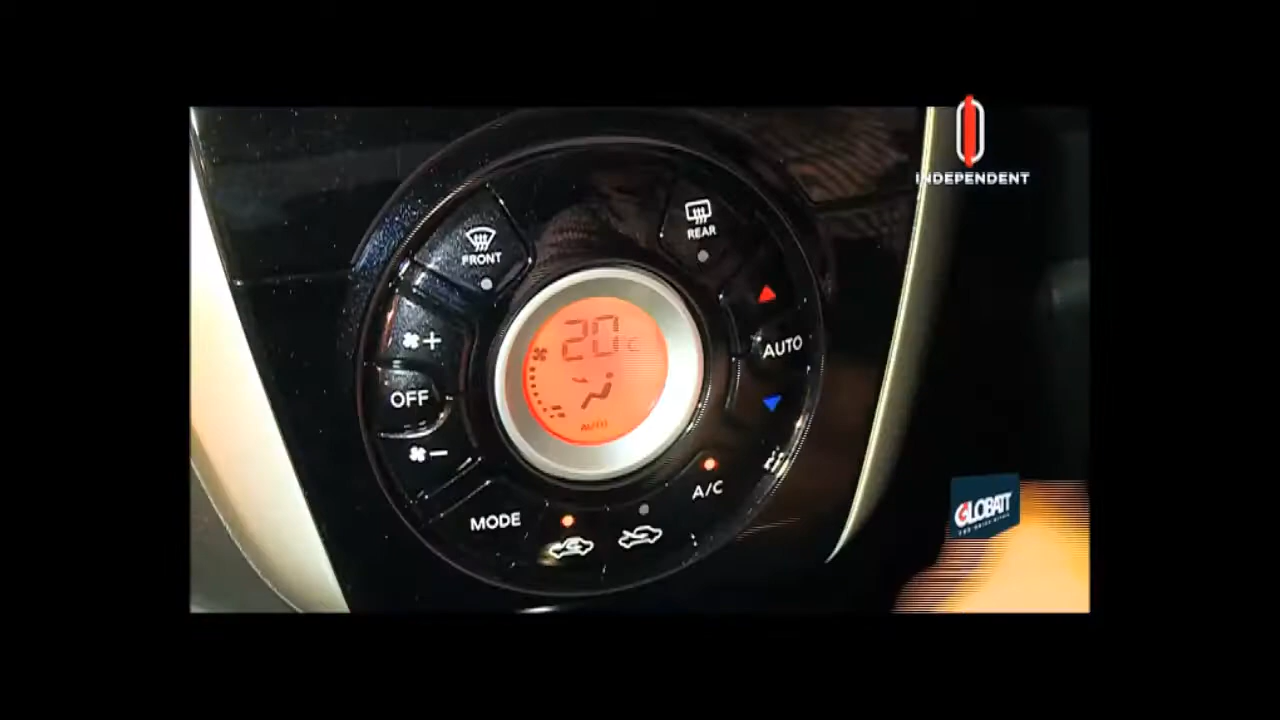 INDEPENDENT
REAR
FRONT
20 C
AUTO
+
OFF
AUTO
−
A/C
MODE
GLOBATT